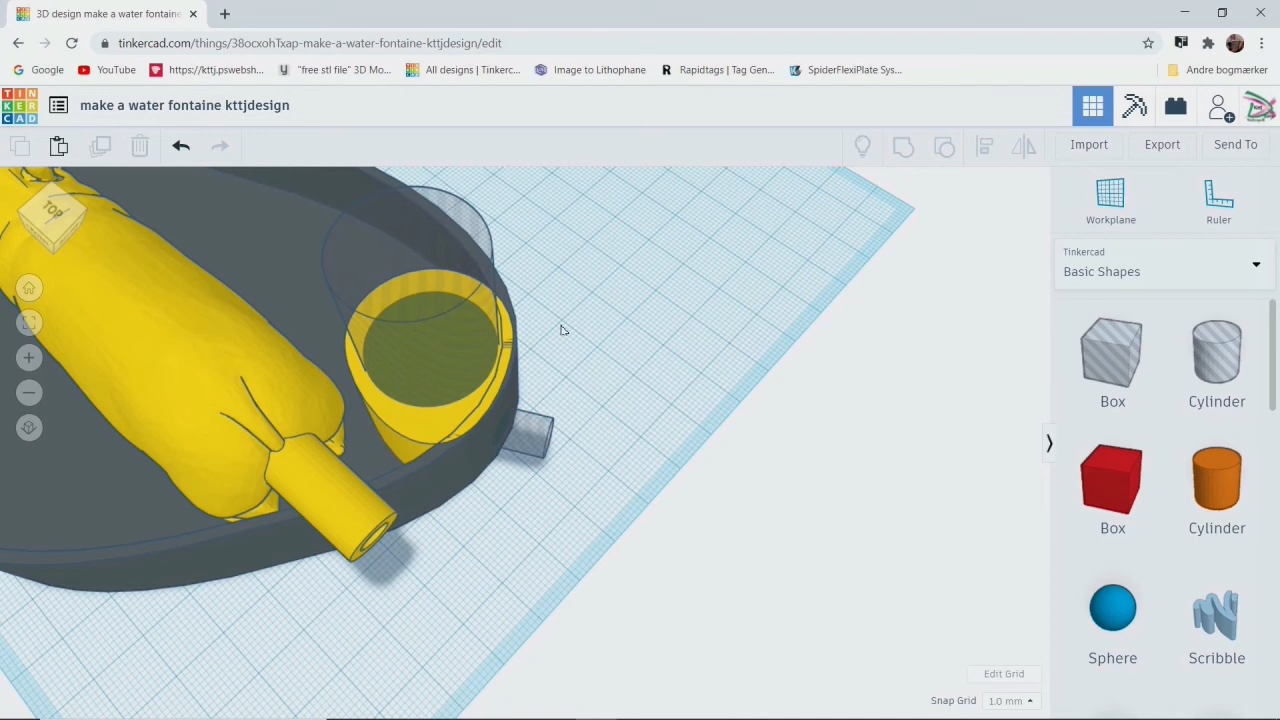 3D design make a water fontaine
tinkercad.com/things/38ocxohTxap-make-a-water-fontaine-kttjdesign/edit
Google
YouTube
https://kttj.pswebsh...
"free stl file" 3D Mo...
All designs | Tinkerc...
Image to Lithophane
Rapidtags | Tag Gen...
SpiderFlexiPlate Sys...
Andre bogmærker
TIN
KER
CAD
make a water fontaine kttjdesign
Import
Export
Send To
TOP
Workplane
Ruler
Tinkercad
Basic Shapes
Box
Cylinder
Box
Cylinder
Sphere
Scribble
Edit Grid
Snap Grid 1.0 mm